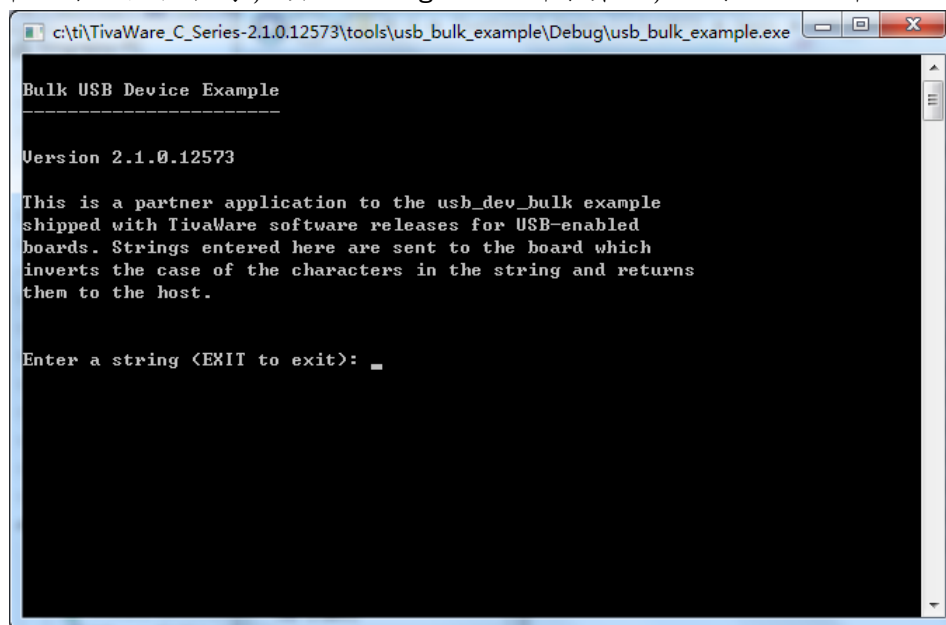 c:\ti\TivaWare_C_Series-2.1.0.12573\tools\usb_bulk_example\Debug\usb_bulk_example.exe
Bulk USB Device Example
-----------------------
Version 2.1.0.12573
This is a partner application to the usb_dev_bulk example
shipped with TivaWare software releases for USB-enabled
boards. Strings entered here are sent to the board which
inverts the case of the characters in the string and returns
them to the host.
Enter a string (EXIT to exit): _